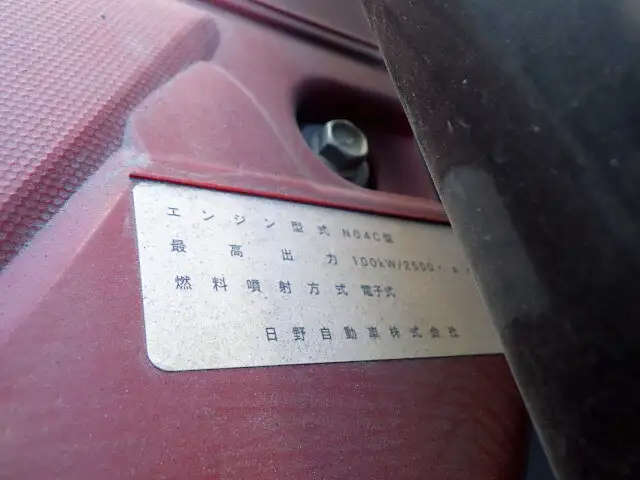 エンジン型式 N04C型
最高出力 100kW/2500
燃料噴射方式 電子式
日野自動車株式会社